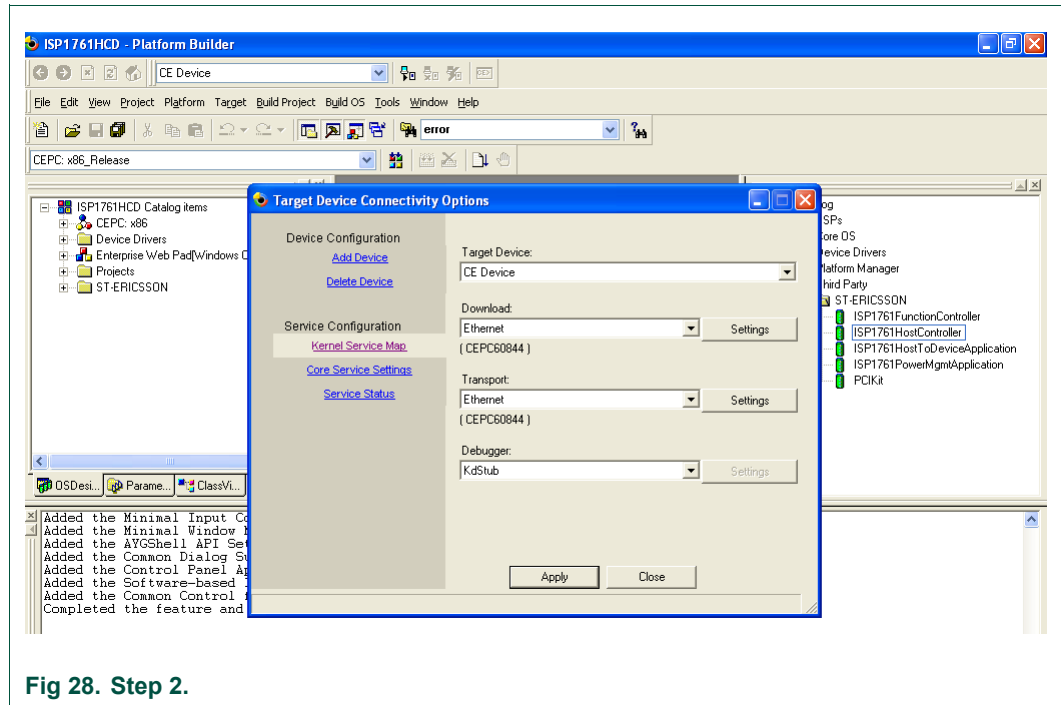 ISP1761HCD - Platform Builder
CE Device
File Edit View Project Platform Target Build Project Build OS Tools Window Help
error
CEPC: x86_Release
ISP1761HCD Catalog items
CEPC: x86
Device Drivers
Enterprise Web Pad[Windows C
Projects
ST-ERICSSON
OSDesi... Parame... ClassVi...
Target Device Connectivity Options
Device Configuration
Add Device
Delete Device
Service Configuration
Kernel Service Map
Core Service Settings
Service Status
Target Device:
CE Device
Download:
Ethernet Settings
( CEPC60844 )
Transport:
Ethernet Settings
( CEPC60844 )
Debugger:
KdStub Settings
Apply Close
og
SPs
ore OS
evice Drivers
latform Manager
hird Party
ST-ERICSSON
ISP1761FunctionController
ISP1761HostController
ISP1761HostToDeviceApplication
ISP1761PowerMgmtApplication
PCIKit
Added the Minimal Input Co
Added the Minimal Window
Added the AYGShell API Set
Added the Common Dialog Su
Added the Control Panel Ap
Added the Software-based
Added the Common Control
Completed the feature and
Fig 28. Step 2.